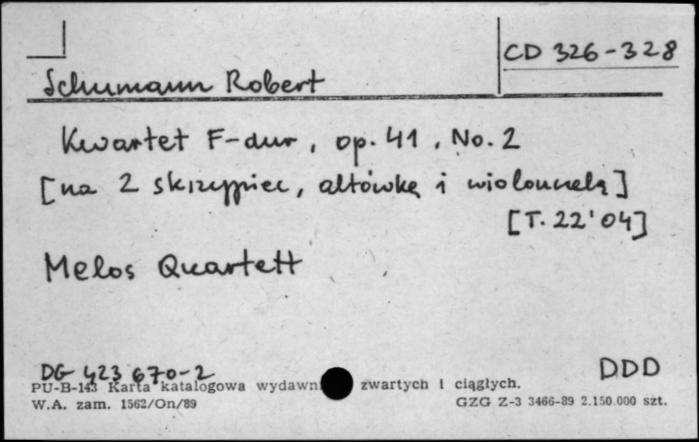 CD 326-328
Schumann Robert
Kwartet F-dur, op. 41, No. 2
[na 2 skrzypiec, altówkę i wiolonczelę]
[T. 22'04]
Melos Quartett
DG 423 670-2
DDD
PU-B-143 Karta katalogowa wydawn zwartych i ciągłych.
W.A. zam. 1562/On/89
GZG Z-3 3466-89 2.150.000 szt.